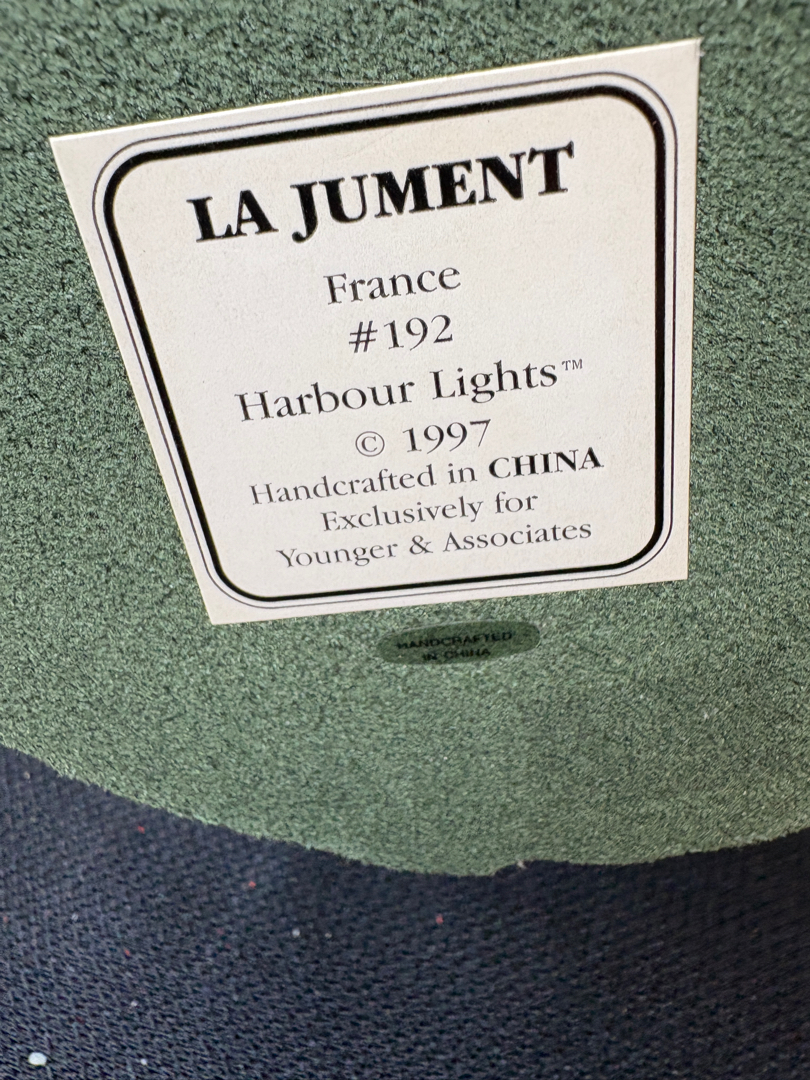 LA JUMENT
France
#192
Harbour Lights™
© 1997
Handcrafted in CHINA
Exclusively for
Younger & Associates
HANDCRAFTED
IN CHINA